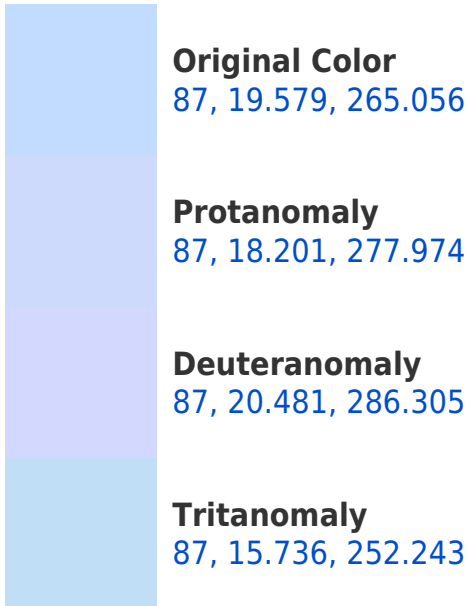 Original Color
87, 19.579, 265.056
Protanomaly
87, 18.201, 277.974
Deuteranomaly
87, 20.481, 286.305
Tritanomaly
87, 15.736, 252.243